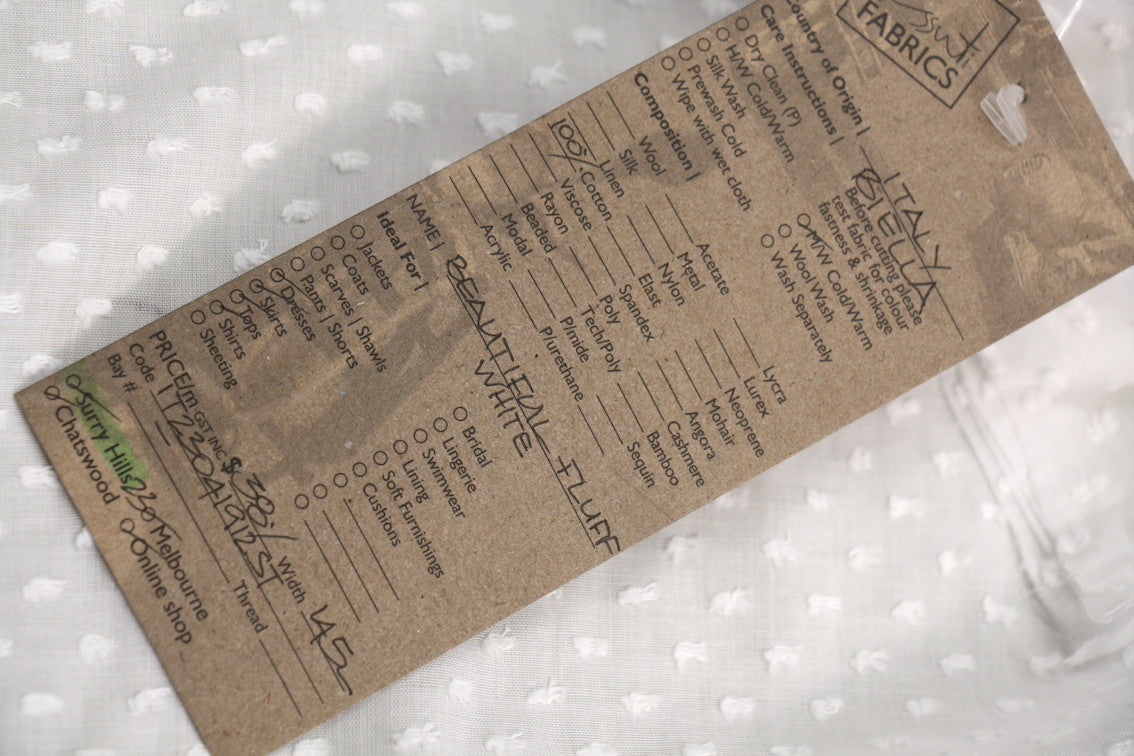 FABRICS
Country of Origin | ITALY
BIELLA
Care Instructions | Before cutting please
test fabric for colour
fastness & shrinkage
Dry Clean (P)
H/W Cold/Warm
Silk Wash
Prewash Cold
Wipe with wet cloth
M/W Cold/Warm
Wool Wash
Wash Separately
Composition |
Wool
Silk
Linen
100% Cotton
Viscose
Rayon
Beaded
Modal
Acrylic
Acetate
Metal
Nylon
Elast
Spandex
Poly
Tech/Poly
P/mide
P/urethane
Lycra
Lurex
Neoprene
Mohair
Angora
Cashmere
Bamboo
Sequin
NAME | BEAUTIFUL FLUFF
WHITE
Ideal For |
Jackets
Coats
Scarves | Shawls
Pants | Shorts
Dresses
Skirts
Tops
Shirts
Sheeting
Bridal
Lingerie
Swimwear
Lining
Soft Furnishings
Cushions
PRICE/m GST INC $38/ Width 145
Code |
Bay #
Thread
Surry Hills Melbourne
Chatswood Online shop